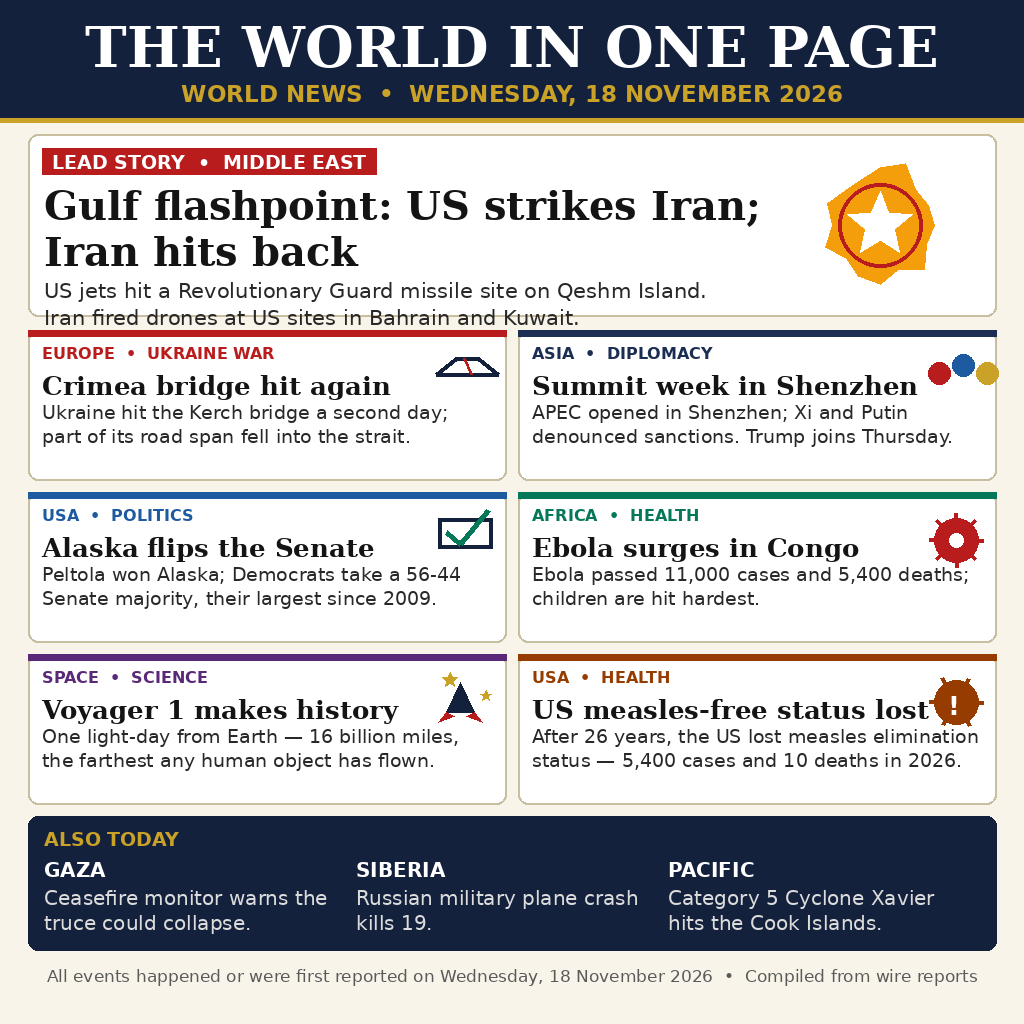 THE WORLD IN ONE PAGE
WORLD NEWS • WEDNESDAY, 18 NOVEMBER 2026
LEAD STORY • MIDDLE EAST
Gulf flashpoint: US strikes Iran;
Iran hits back
US jets hit a Revolutionary Guard missile site on Qeshm Island.
Iran fired drones at US sites in Bahrain and Kuwait.
EUROPE • UKRAINE WAR
Crimea bridge hit again
Ukraine hit the Kerch bridge a second day;
part of its road span fell into the strait.
ASIA • DIPLOMACY
Summit week in Shenzhen
APEC opened in Shenzhen; Xi and Putin
denounced sanctions. Trump joins Thursday.
USA • POLITICS
Alaska flips the Senate
Peltola won Alaska; Democrats take a 56-44
Senate majority, their largest since 2009.
AFRICA • HEALTH
Ebola surges in Congo
Ebola passed 11,000 cases and 5,400 deaths;
children are hit hardest.
SPACE • SCIENCE
Voyager 1 makes history
One light-day from Earth — 16 billion miles,
the farthest any human object has flown.
USA • HEALTH
US measles-free status lost
!
After 26 years, the US lost measles elimination
status — 5,400 cases and 10 deaths in 2026.
ALSO TODAY
GAZA
Ceasefire monitor warns the
truce could collapse.
SIBERIA
Russian military plane crash
kills 19.
PACIFIC
Category 5 Cyclone Xavier
hits the Cook Islands.
All events happened or were first reported on Wednesday, 18 November 2026 • Compiled from wire reports